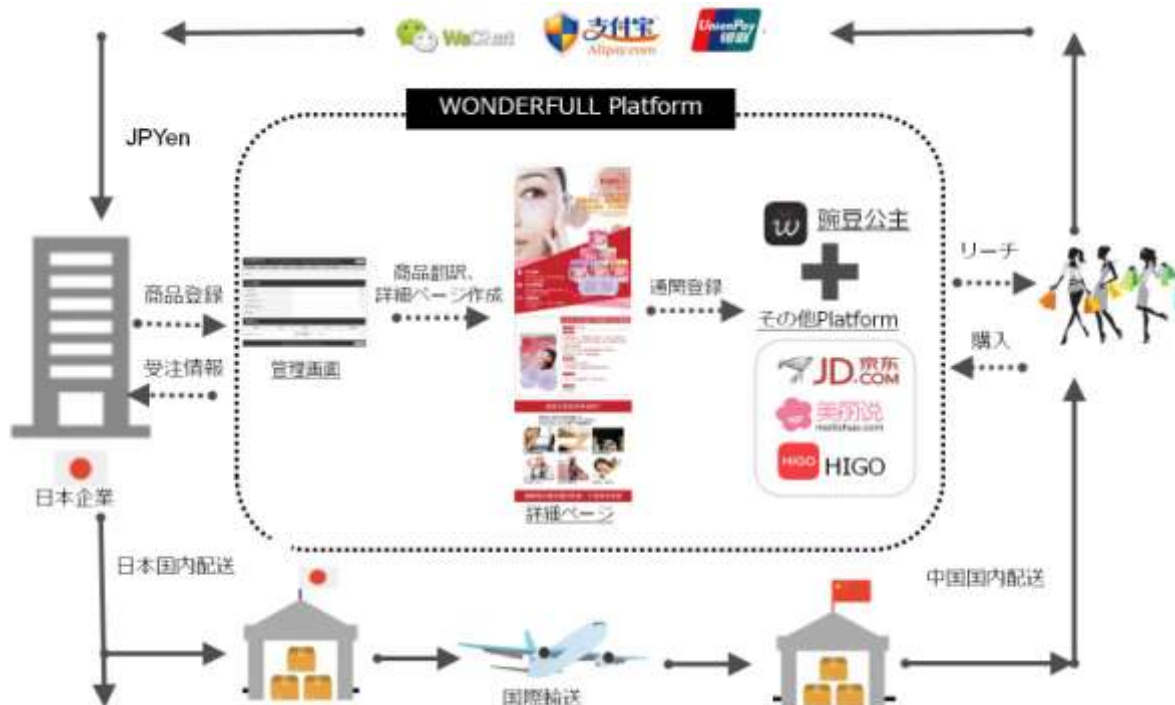 WeChat
支付宝
Alipay.com
UnionPay
银联
WONDERFULL Platform
JPYen
商品登録
受注情報
管理画面
商品翻訳、
詳細ページ作成
詳細ページ
通関登録
豌豆公主
その他Platform
JD京东
.COM
美丽说
meilishuo.com
HIGO
HIGO
リーチ
購入
日本企業
日本国内配送
国際輸送
中国国内配送